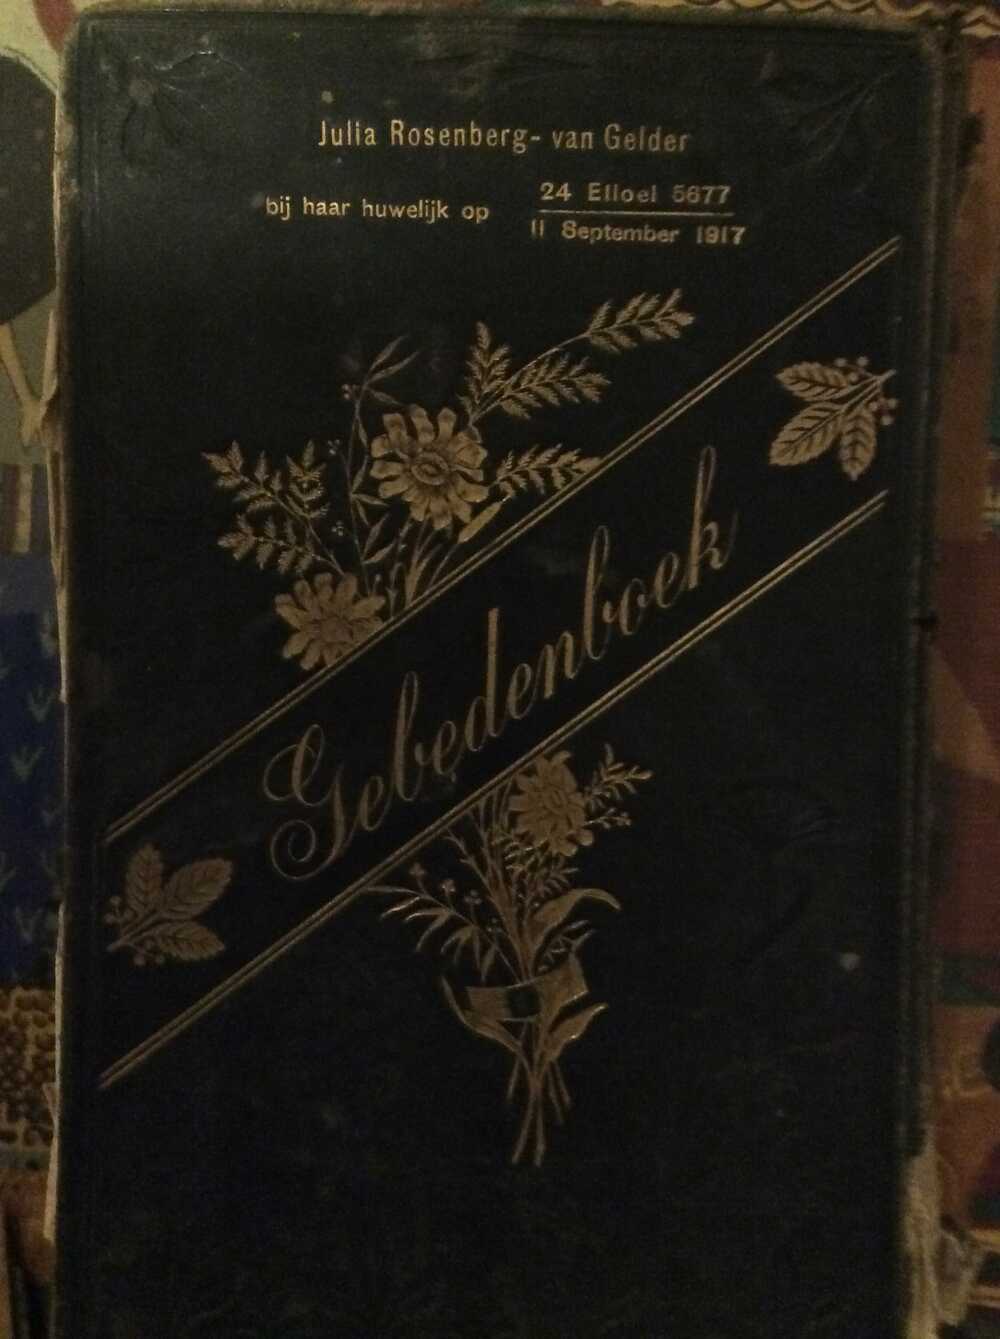 Julia Rosenberg- van Gelder
bij haar huwelijk op
24 Elloel 5677
11 September 1917
Gebedenboek